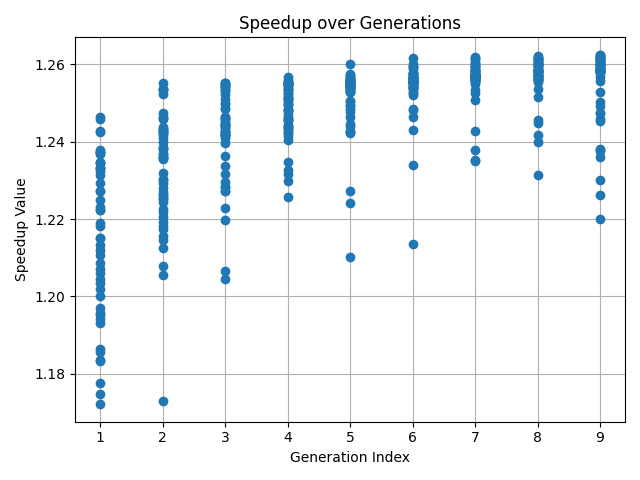 Speedup over Generations
Speedup Value
1.26
1.24
1.22
1.20
1.18
1 2 3 4 5 6 7 8 9
Generation Index